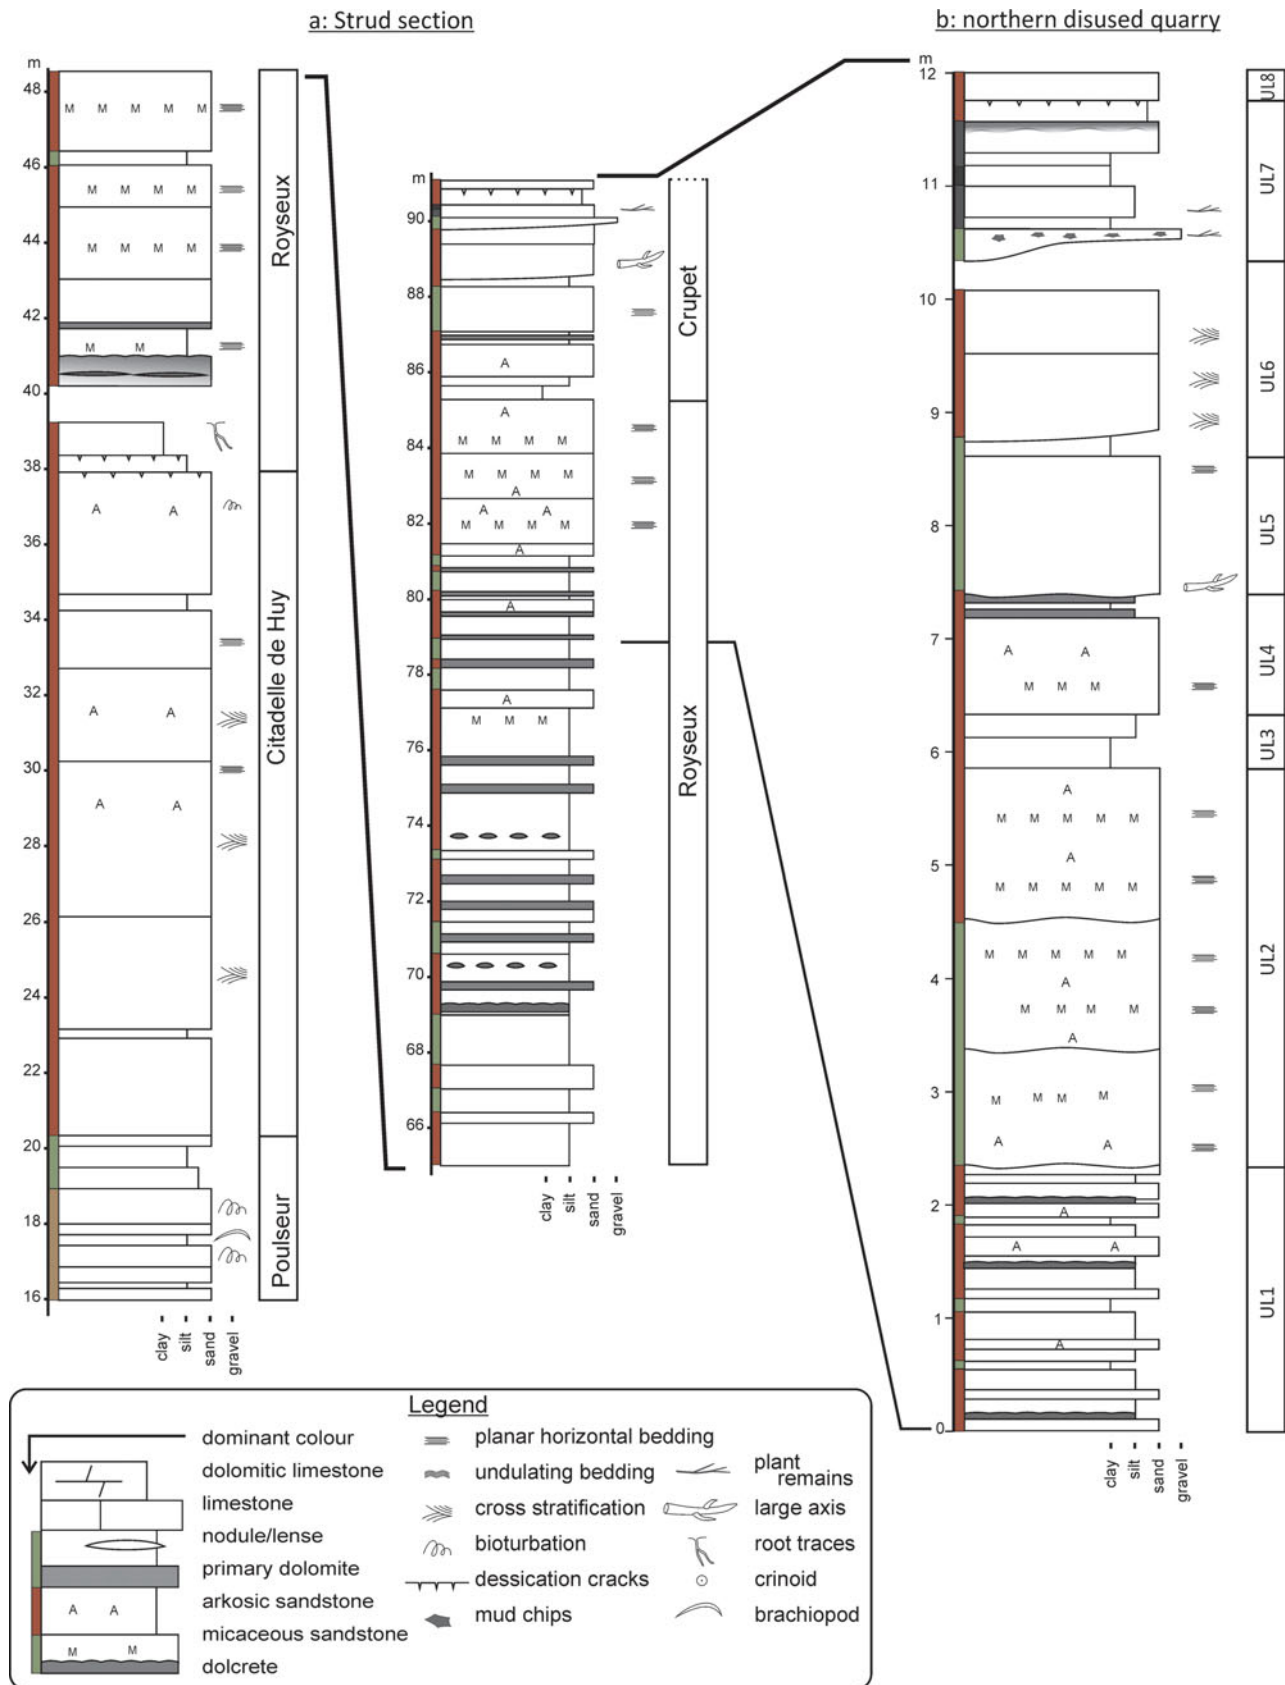 a: Strud section
b: northern disused quarry
m
48
46
44
42
40
38
36
34
32
30
28
26
24
22
20
18
16
M M M M M
M M M M
M M M M
M M
A A
A A
A A
Royseux
Citadelle de Huy
Poulseur
clay
silt
sand
gravel
m
90
88
86
84
82
80
78
76
74
72
70
68
66
A
A
M M M M
M M M M
A
A A
M M M M
A
A
A
M M M
Crupet
Royseux
clay
silt
sand
gravel
m
12
11
10
9
8
7
6
5
4
3
2
1
0
A A
M M M
A
M M M M M
A
M M M M M
M M M M M
A
M M M M
A
M M M M
A A
A
A A
A
UL8
UL7
UL6
UL5
UL4
UL3
UL2
UL1
clay
silt
sand
gravel
Legend
dominant colour
dolomitic limestone
limestone
nodule/lense
primary dolomite
arkosic sandstone
A A
micaceous sandstone
M M
dolcrete
planar horizontal bedding
undulating bedding
cross stratification
bioturbation
dessication cracks
mud chips
plant
remains
large axis
root traces
crinoid
brachiopod